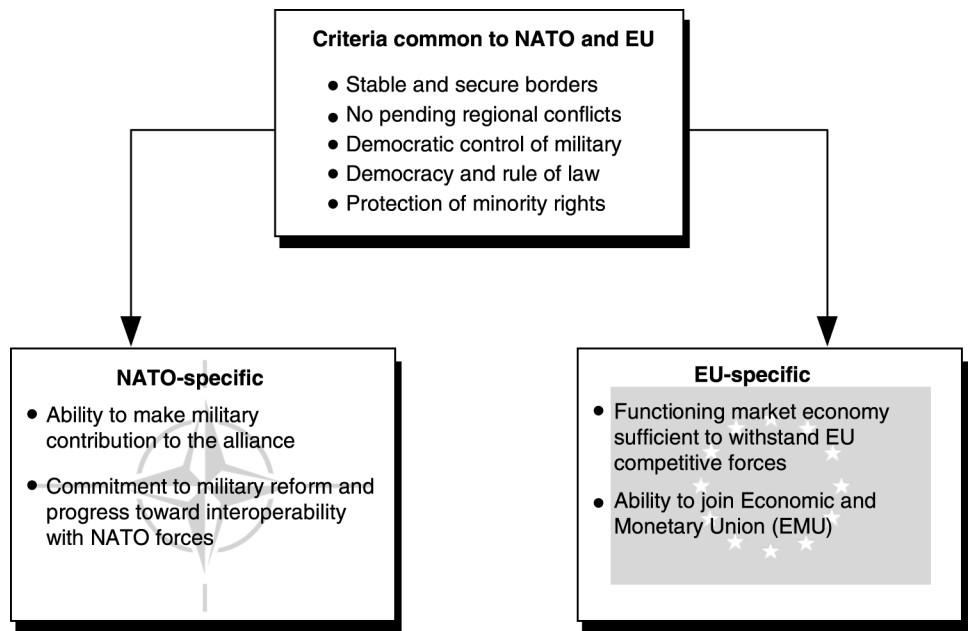 Criteria common to NATO and EU
● Stable and secure borders
● No pending regional conflicts
● Democratic control of military
● Democracy and rule of law
● Protection of minority rights
NATO-specific
● Ability to make military
contribution to the alliance
● Commitment to military reform and
progress toward interoperability
with NATO forces
EU-specific
● Functioning market economy
sufficient to withstand EU
competitive forces
● Ability to join Economic and
Monetary Union (EMU)